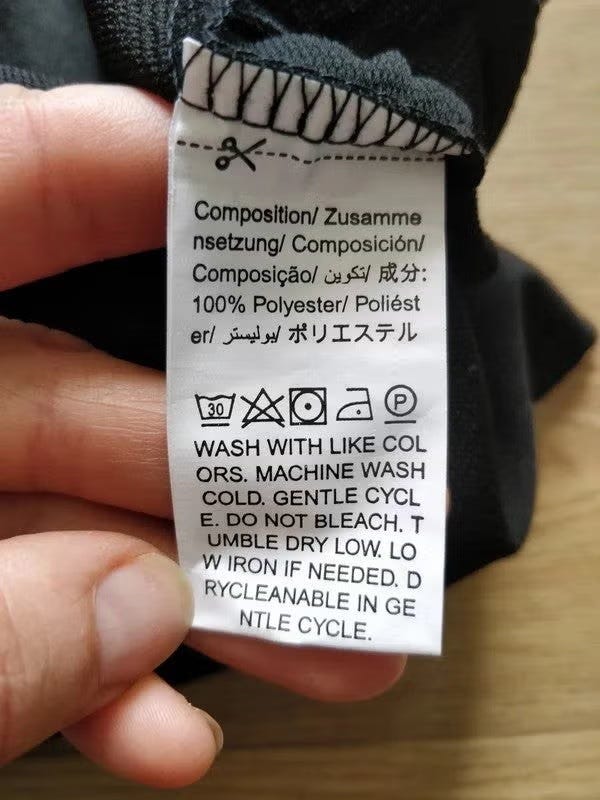 Composition/ Zusamme
nsetzung/ Composición/
Composição/ تكوين/ 成分:
100% Polyester/ Poliést
er/ بوليستر/ ポリエステル
30 P
WASH WITH LIKE COL
ORS. MACHINE WASH
COLD. GENTLE CYCL
E. DO NOT BLEACH. T
UMBLE DRY LOW. LO
W IRON IF NEEDED. D
RYCLEANABLE IN GE
NTLE CYCLE.